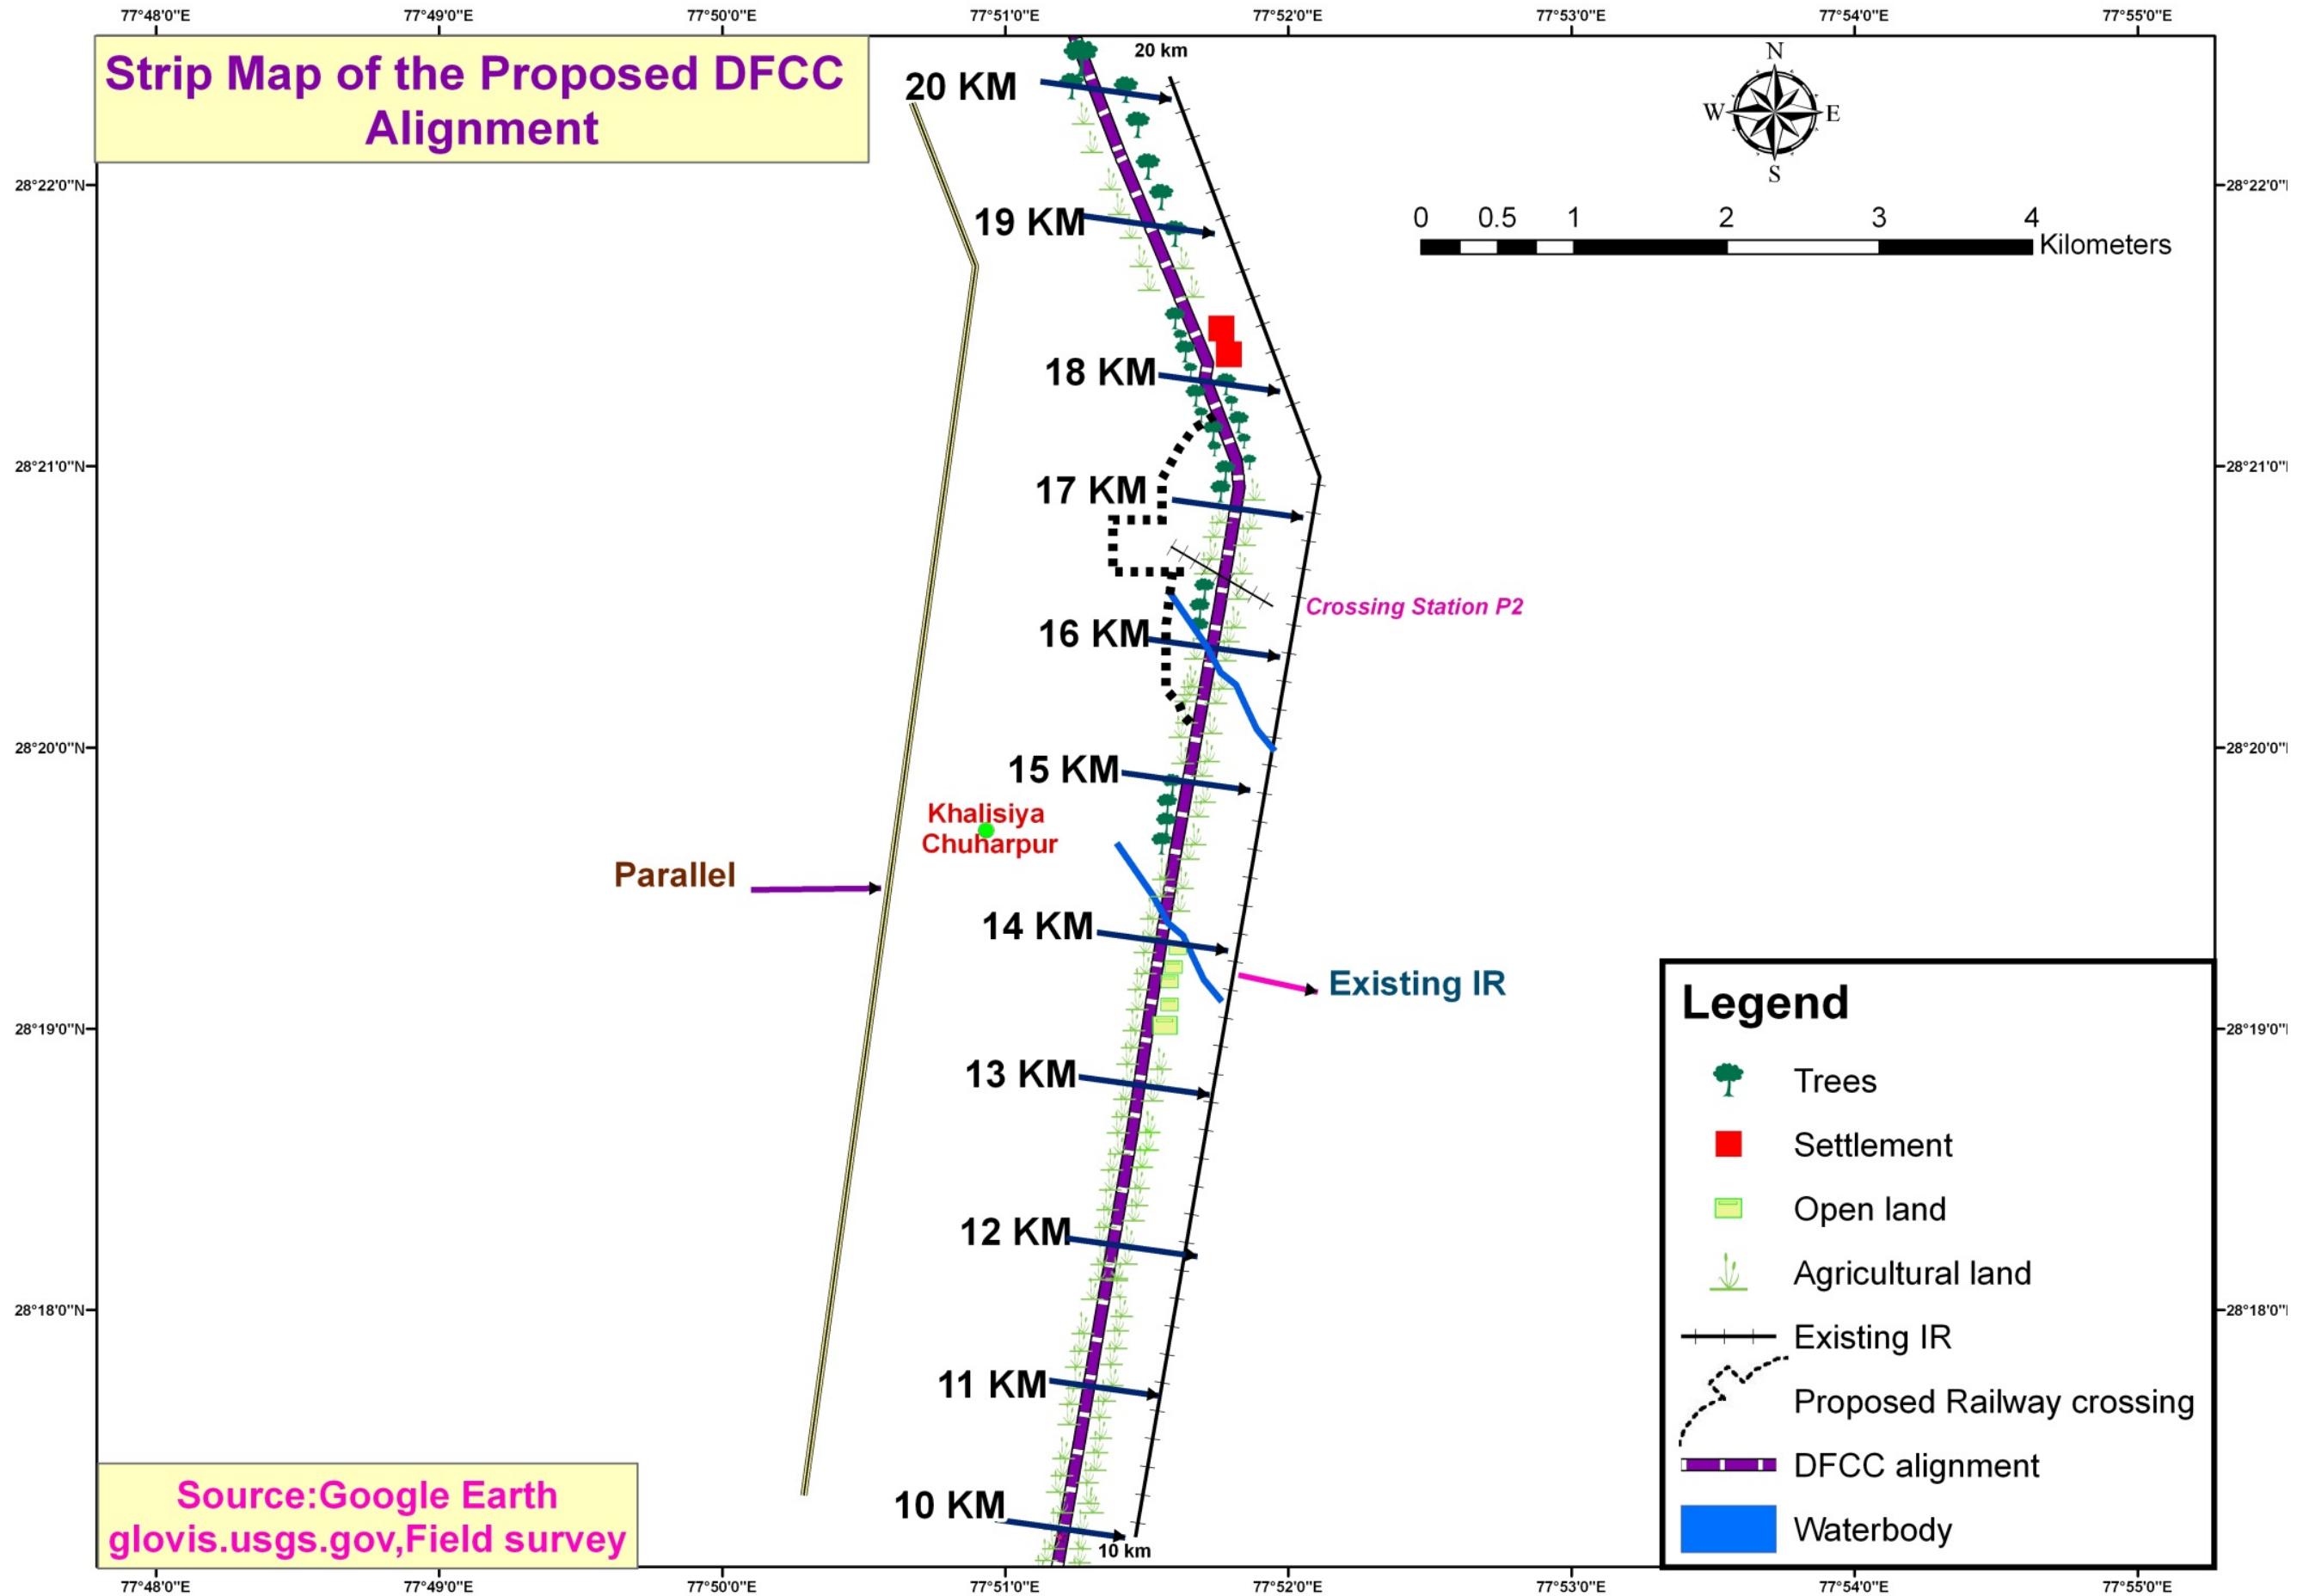 77°48'0"E 77°49'0"E 77°50'0"E 77°51'0"E 77°52'0"E 77°53'0"E 77°54'0"E 77°55'0"E
Strip Map of the Proposed DFCC
Alignment
20 km
20 KM
N
W E
S
28°22'0"N 28°22'0"
19 KM
0 0.5 1 2 3 4
Kilometers
18 KM
28°21'0"N 28°21'0"
17 KM
Crossing Station P2
16 KM
28°20'0"N 28°20'0"
15 KM
Khalisiya
Chuharpur
Parallel
14 KM
Existing IR
28°19'0"N 28°19'0"
13 KM
12 KM
28°18'0"N 28°18'0"
11 KM
10 KM
10 km
Legend
Trees
Settlement
Open land
Agricultural land
Existing IR
Proposed Railway crossing
DFCC alignment
Waterbody
Source:Google Earth
glovis.usgs.gov,Field survey
77°48'0"E 77°49'0"E 77°50'0"E 77°51'0"E 77°52'0"E 77°53'0"E 77°54'0"E 77°55'0"E